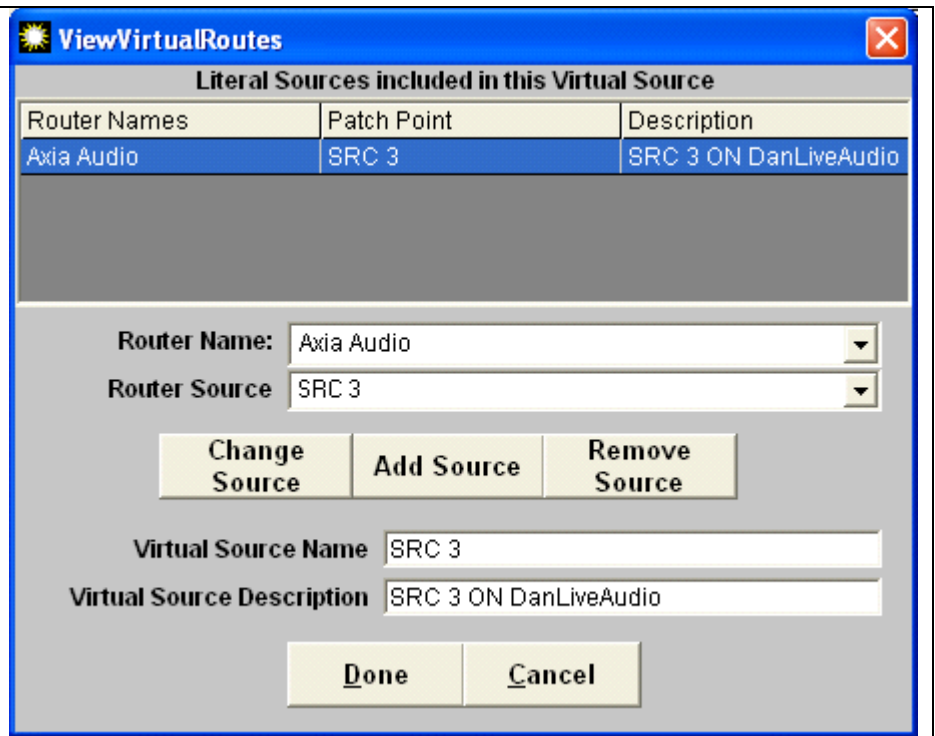 ViewVirtualRoutes
Literal Sources included in this Virtual Source
Router Names Patch Point Description
Axia Audio SRC 3 SRC 3 ON DanLiveAudio
Router Name: Axia Audio
Router Source SRC 3
Change Source Add Source Remove Source
Virtual Source Name SRC 3
Virtual Source Description SRC 3 ON DanLiveAudio
Done Cancel